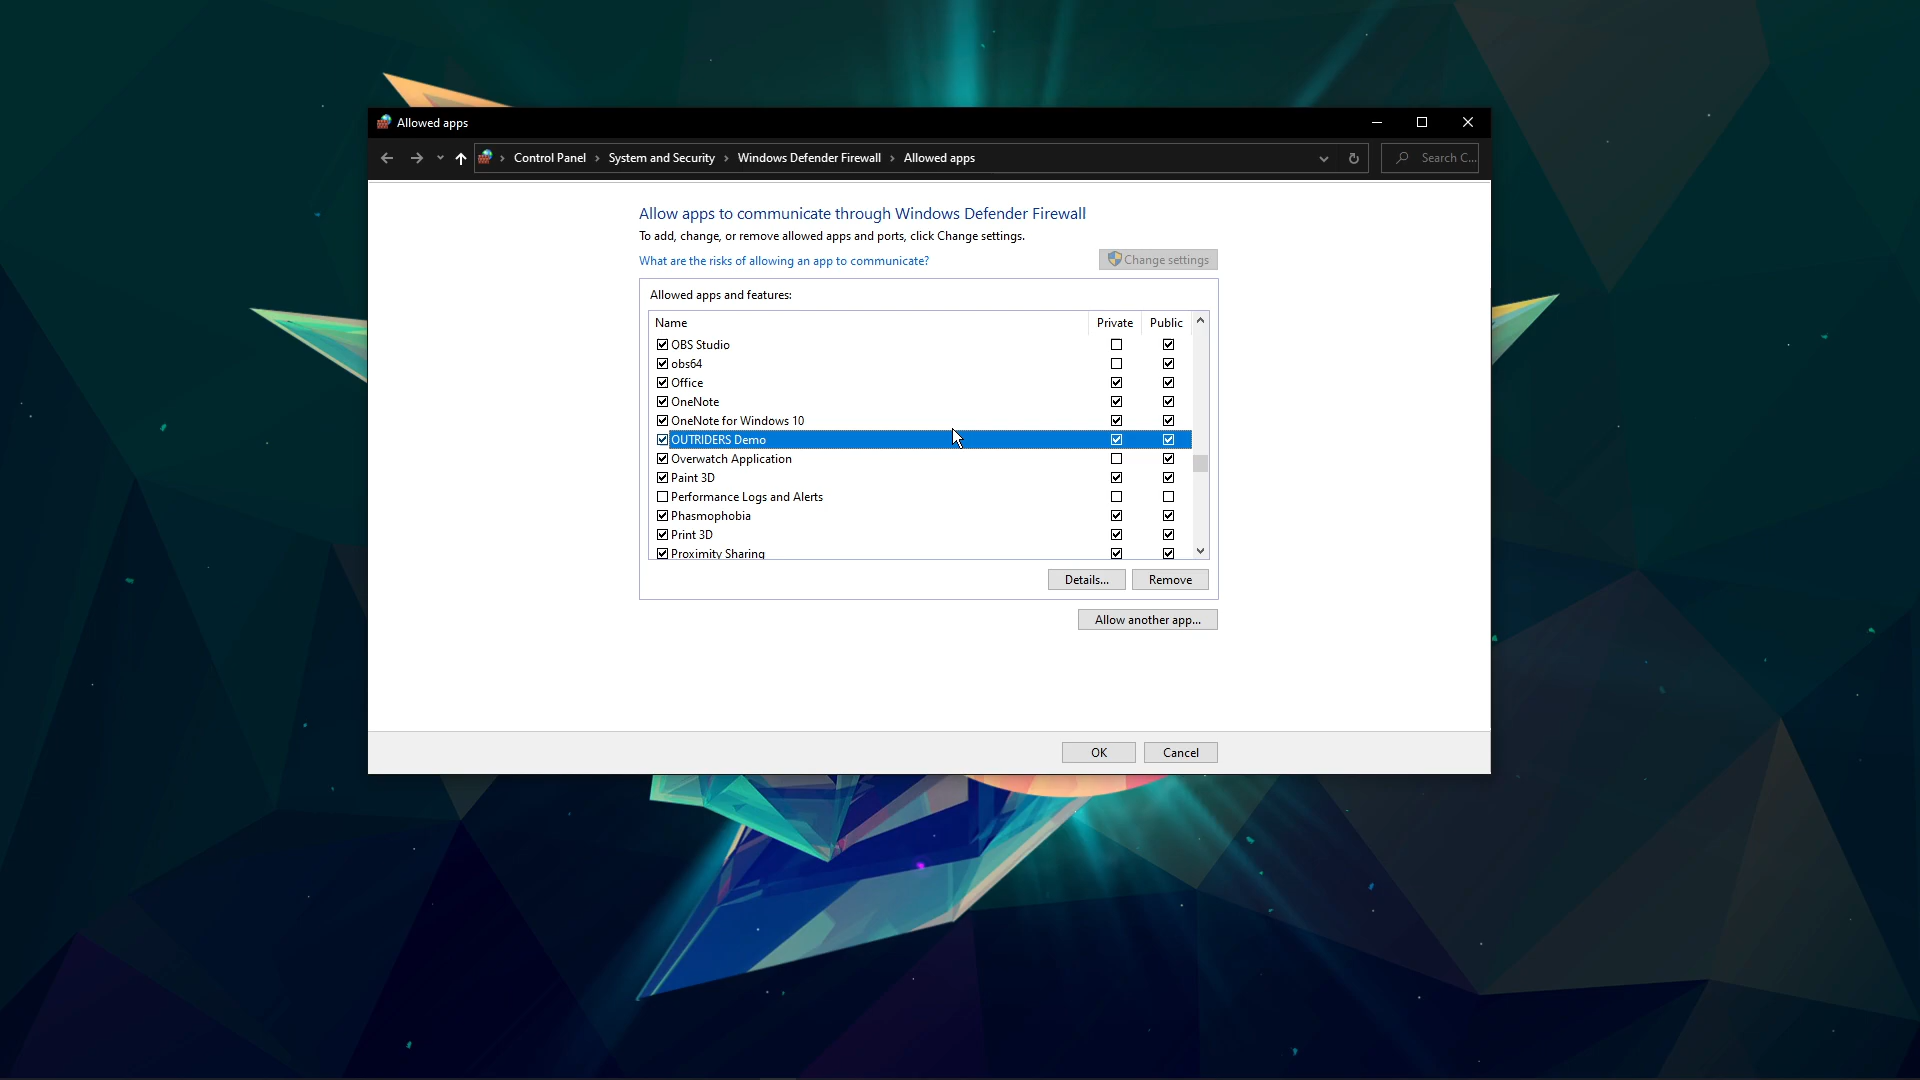 Allowed apps
Control Panel › System and Security › Windows Defender Firewall › Allowed apps
Search C...
Allow apps to communicate through Windows Defender Firewall
To add, change, or remove allowed apps and ports, click Change settings.
What are the risks of allowing an app to communicate?
Change settings
Allowed apps and features:
Name Private Public
OBS Studio
obs64
Office
OneNote
OneNote for Windows 10
OUTRIDERS Demo
Overwatch Application
Paint 3D
Performance Logs and Alerts
Phasmophobia
Print 3D
Proximity Sharing
Details... Remove
Allow another app...
OK Cancel